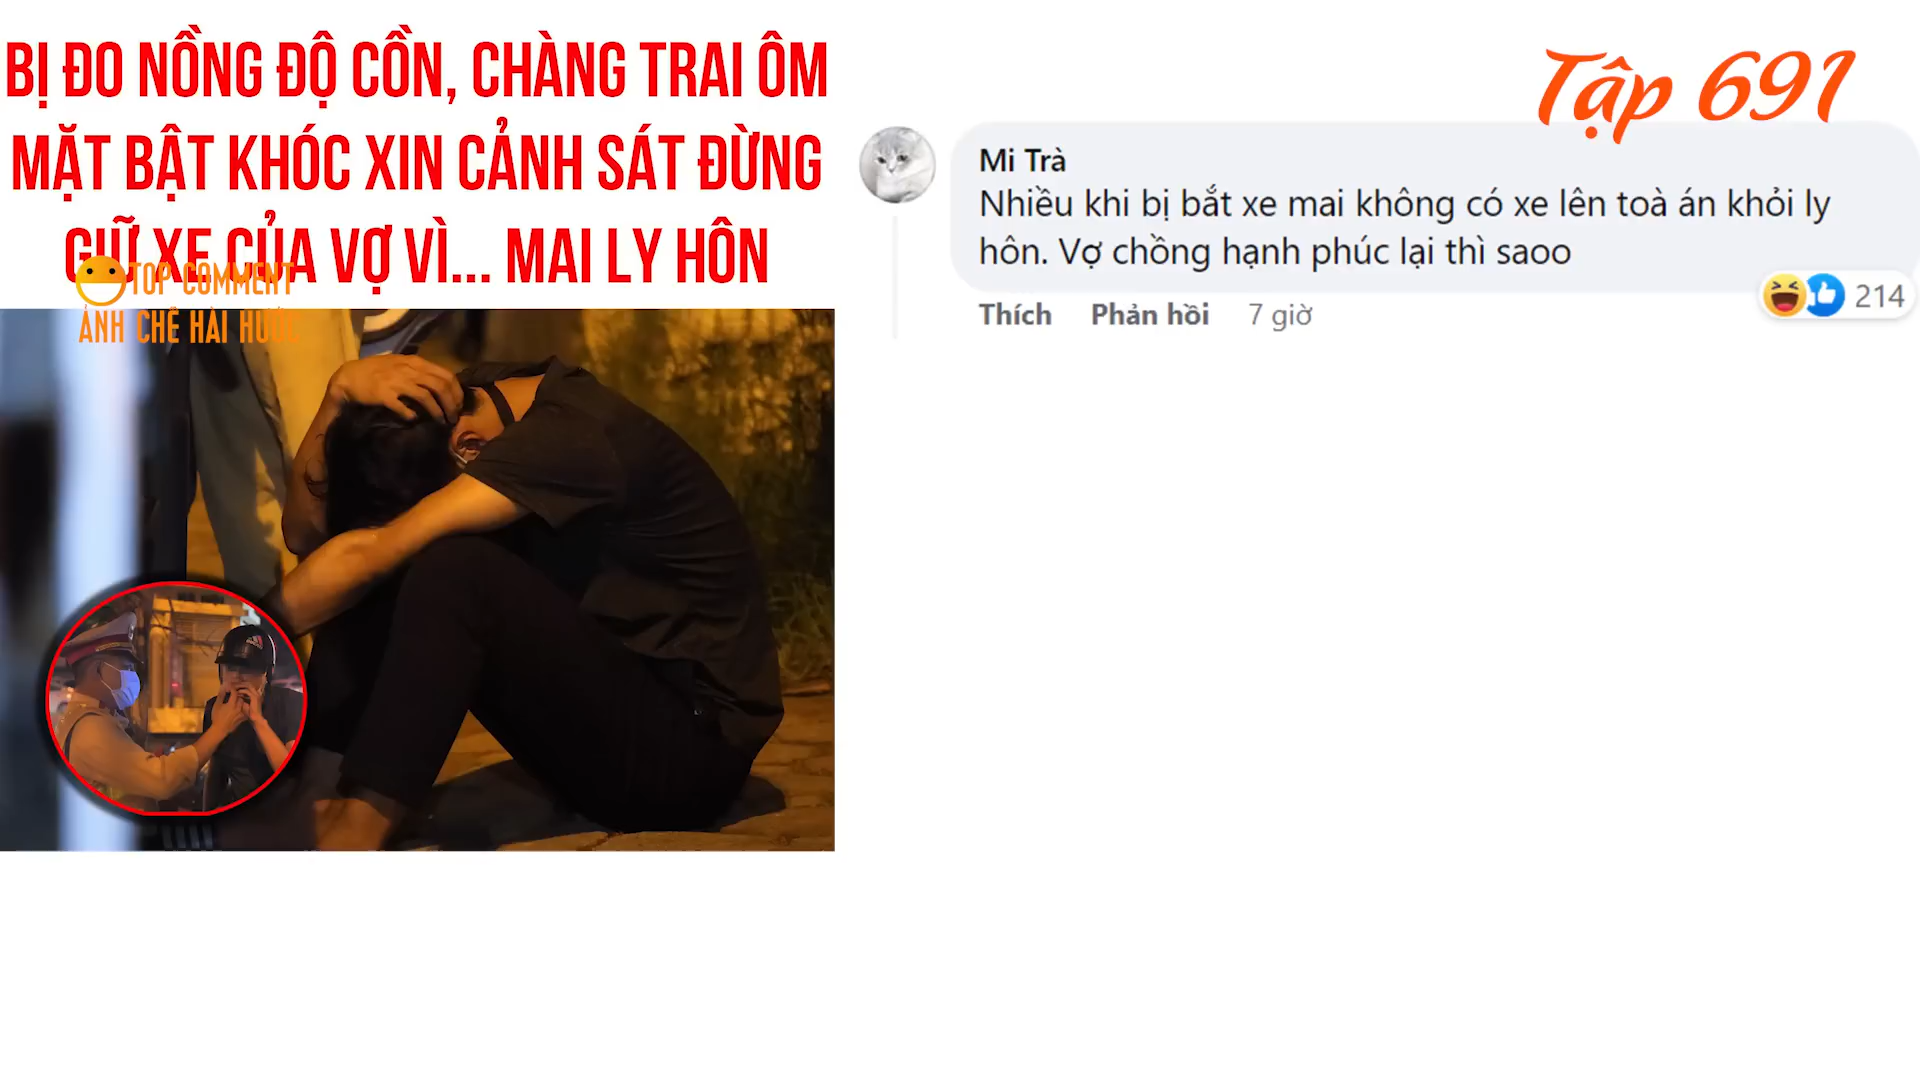 BỊ ĐO NỒNG ĐỘ CỒN, CHÀNG TRAI ÔM
MẶT BẬT KHÓC XIN CẢNH SÁT ĐỪNG
GIỮ XE CỦA VỢ VÌ... MAI LY HÔN
TOP COMMENT
ẢNH CHẾ HÀI HƯỚC
Tập 691
Mi Trà
Nhiều khi bị bắt xe mai không có xe lên toà án khỏi ly
hôn. Vợ chồng hạnh phúc lại thì saoo
214
Thích Phản hồi 7 giờ